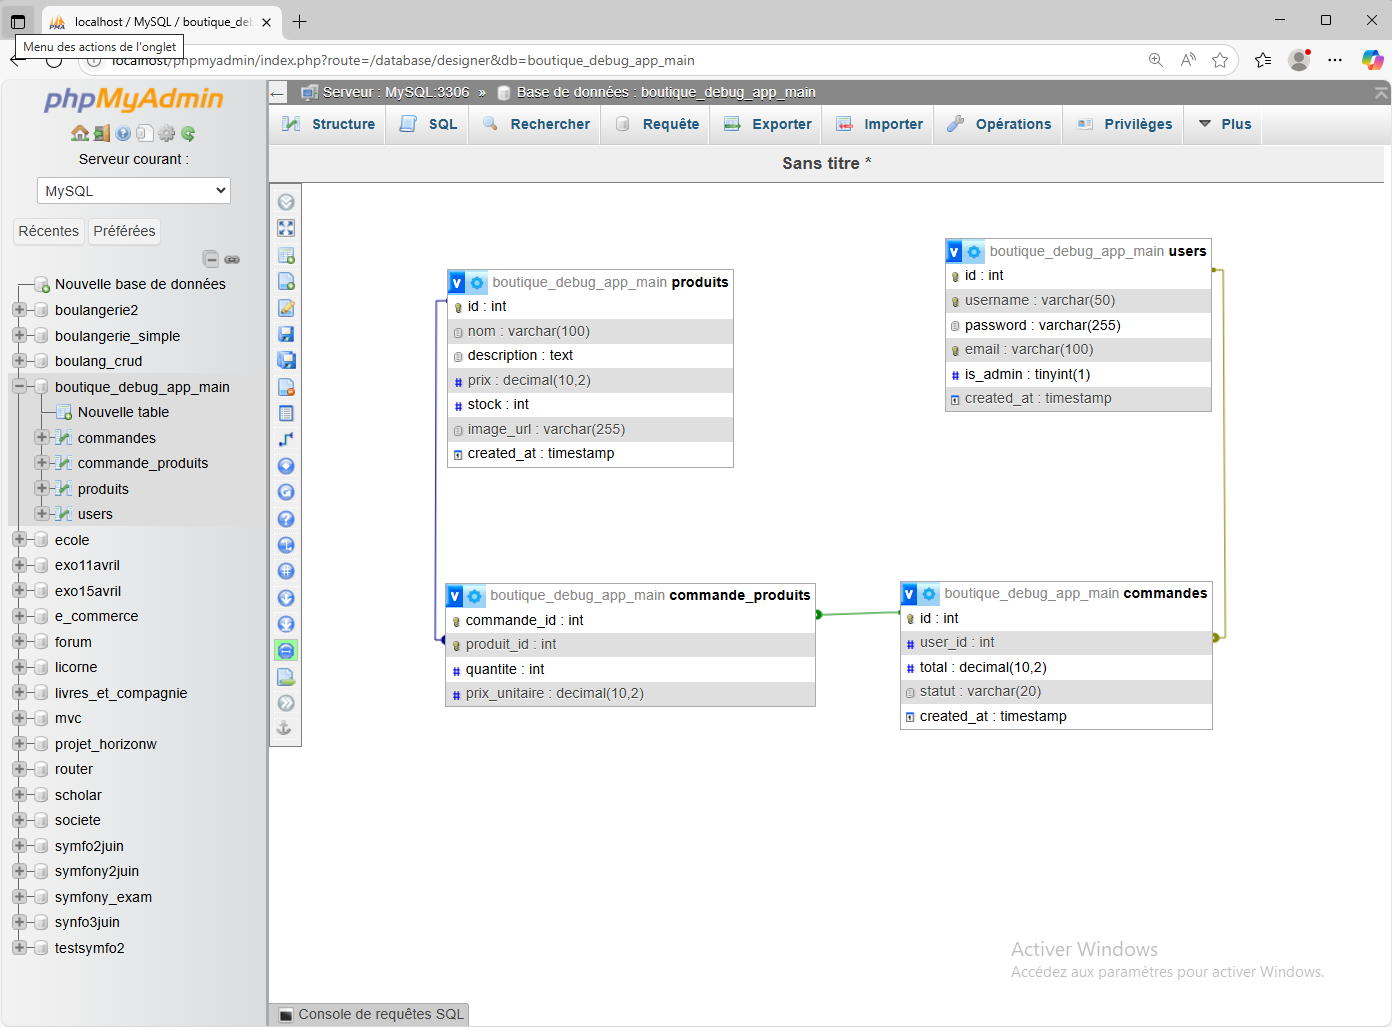 localhost / MySQL / boutique_deb
Menu des actions de l'onglet
localhost/phpmyadmin/index.php?route=/database/designer&db=boutique_debug_app_main
phpMyAdmin
Serveur courant :
MySQL
Récentes
Préférées
Nouvelle base de données
boulangerie2
boulangerie_simple
boulang_crud
boutique_debug_app_main
Nouvelle table
commandes
commande_produits
produits
users
ecole
exo11avril
exo15avril
e_commerce
forum
licorne
livres_et_compagnie
mvc
projet_horizonw
router
scholar
societe
symfo2juin
symfony2juin
symfony_exam
synfo3juin
testsymfo2
Serveur : MySQL:3306 » Base de données : boutique_debug_app_main
Structure
SQL
Rechercher
Requête
Exporter
Importer
Opérations
Privilèges
Plus
Sans titre *
boutique_debug_app_main produits
id : int
nom : varchar(100)
description : text
prix : decimal(10,2)
stock : int
image_url : varchar(255)
created_at : timestamp
boutique_debug_app_main users
id : int
username : varchar(50)
password : varchar(255)
email : varchar(100)
is_admin : tinyint(1)
created_at : timestamp
boutique_debug_app_main commande_produits
commande_id : int
produit_id : int
quantite : int
prix_unitaire : decimal(10,2)
boutique_debug_app_main commandes
id : int
user_id : int
total : decimal(10,2)
statut : varchar(20)
created_at : timestamp
Activer Windows
Accédez aux paramètres pour activer Windows.
Console de requêtes SQL